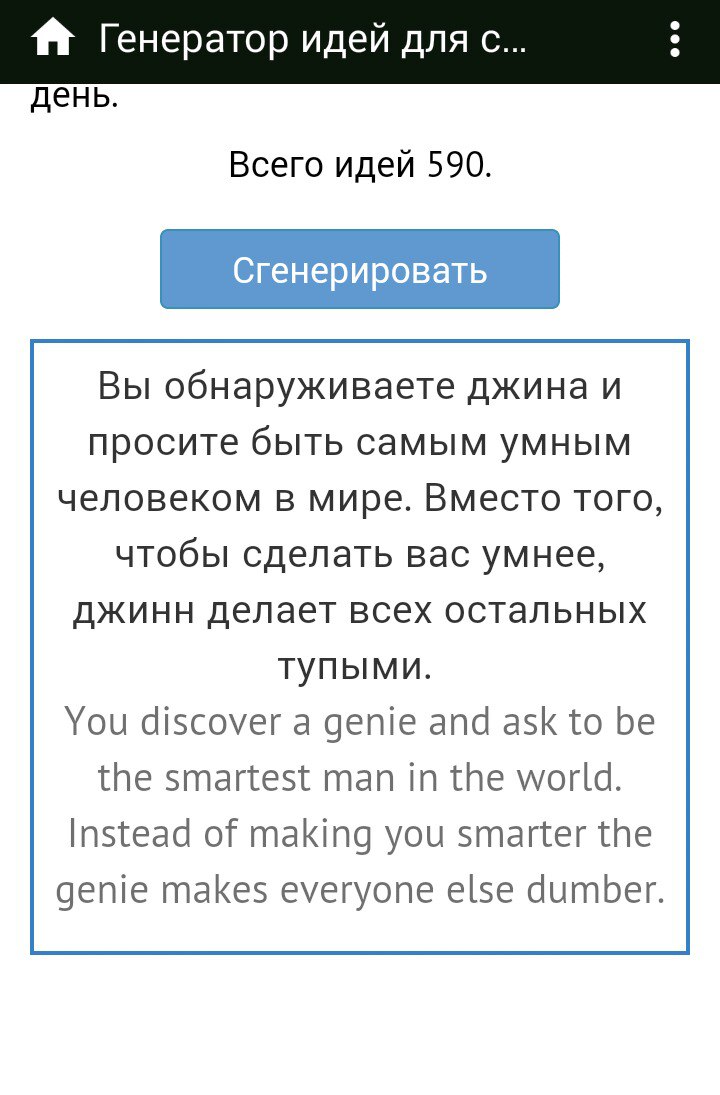 Генератор идей для с...
день.
Всего идей 590.
Сгенерировать
Вы обнаруживаете джина и
просите быть самым умным
человеком в мире. Вместо того,
чтобы сделать вас умнее,
джинн делает всех остальных
тупыми.
You discover a genie and ask to be
the smartest man in the world.
Instead of making you smarter the
genie makes everyone else dumber.